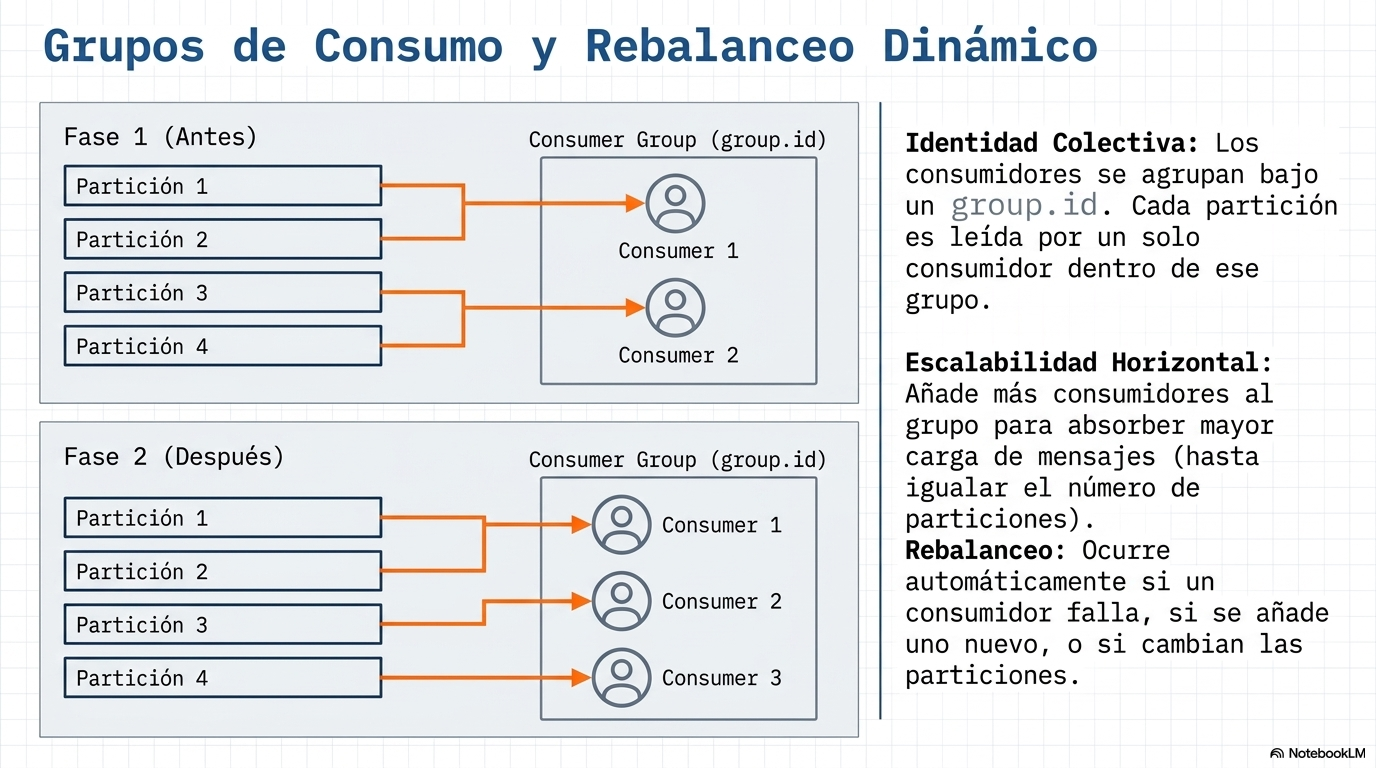 Grupos de Consumo y Rebalanceo Dinámico
Fase 1 (Antes)
Consumer Group (group.id)
Partición 1
Partición 2
Partición 3
Partición 4
Consumer 1
Consumer 2
Fase 2 (Después)
Consumer Group (group.id)
Partición 1
Partición 2
Partición 3
Partición 4
Consumer 1
Consumer 2
Consumer 3
Identidad Colectiva: Los
consumidores se agrupan bajo
un group.id. Cada partición
es leída por un solo
consumidor dentro de ese
grupo.
Escalabilidad Horizontal:
Añade más consumidores al
grupo para absorber mayor
carga de mensajes (hasta
igualar el número de
particiones).
Rebalanceo: Ocurre
automáticamente si un
consumidor falla, si se añade
uno nuevo, o si cambian las
particiones.
NotebookLM